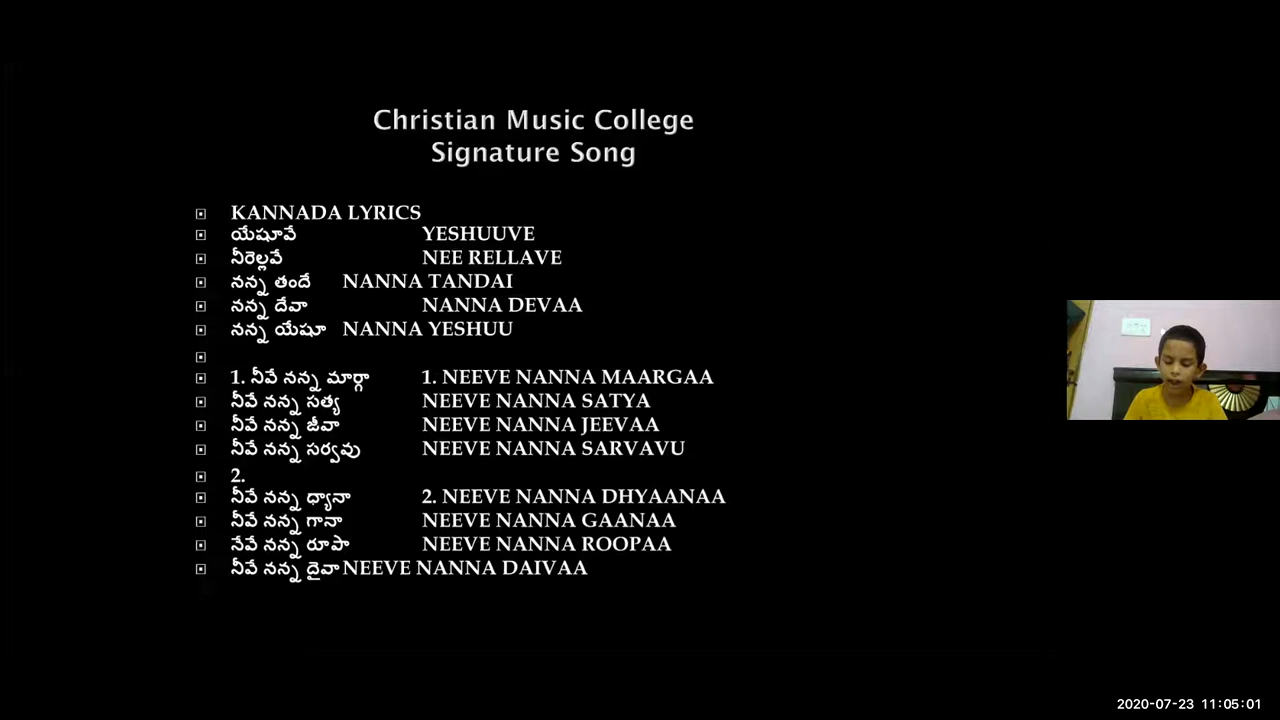 Christian Music College
Signature Song
KANNADA LYRICS
యేషూవే YESHUUVE
నీరెల్లవే NEE RELLAVE
నన్న తందే NANNA TANDAI
నన్న దేవా NANNA DEVAA
నన్న యేషూ NANNA YESHUU
1. నీవే నన్న మార్గా 1. NEEVE NANNA MAARGAA
నీవే నన్న సత్య NEEVE NANNA SATYA
నీవే నన్న జీవా NEEVE NANNA JEEVAA
నీవే నన్న సర్వవు NEEVE NANNA SARVAVU
2.
నీవే నన్న ధ్యానా 2. NEEVE NANNA DHYAANAA
నీవే నన్న గానా NEEVE NANNA GAANAA
నేవే నన్న రూపా NEEVE NANNA ROOPAA
నీవే నన్న దైవా NEEVE NANNA DAIVAA
2020-07-23 11:05:01